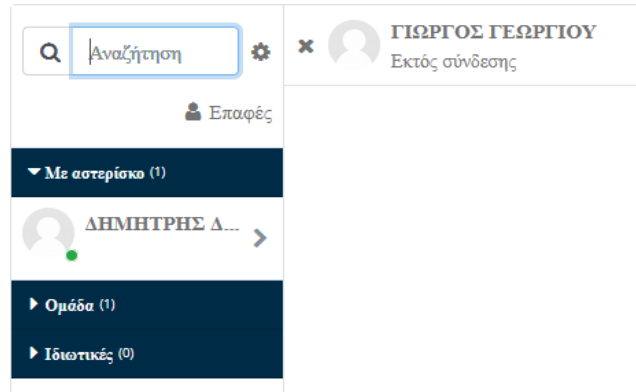 Αναζήτηση
Επαφές
Με αστερίσκο (1)
ΔΗΜΗΤΡΗΣ Δ...
Ομάδα (1)
Ιδιωτικές (0)
ΓΙΩΡΓΟΣ ΓΕΩΡΓΙΟΥ
Εκτός σύνδεσης